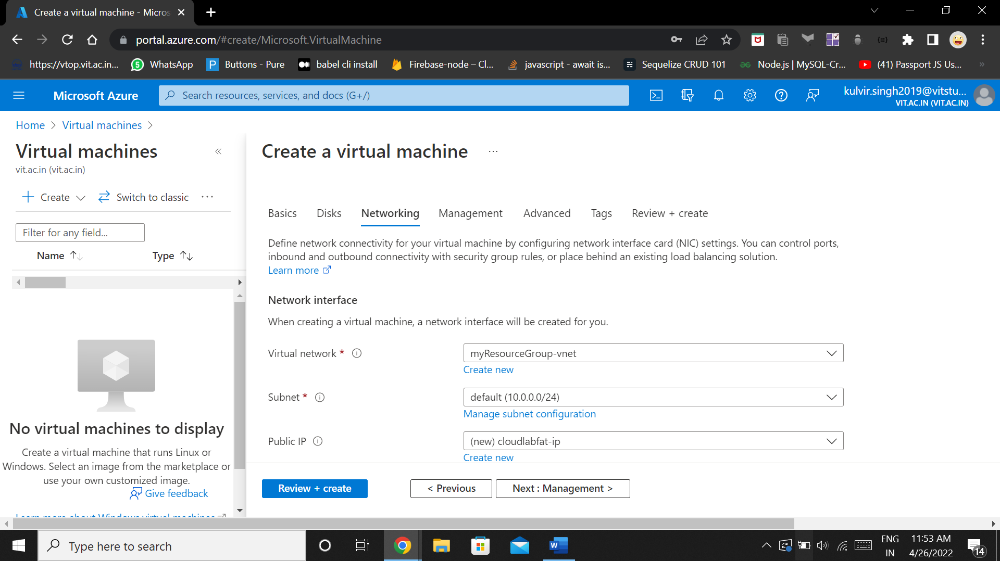 Create a virtual machine - Micros
portal.azure.com/#create/Microsoft.VirtualMachine
https://vtop.vit.ac.in... WhatsApp Buttons - Pure babel cli install Firebase-node – Cl... javascript - await is... Sequelize CRUD 101 Node.js | MySQL-Cr... (41) Passport JS Us... »
Microsoft Azure
Search resources, services, and docs (G+/)
kulvir.singh2019@vitstu...
VIT.AC.IN (VIT.AC.IN)
Home > Virtual machines >
Virtual machines
vit.ac.in (vit.ac.in)
Create
Switch to classic
Filter for any field...
Name
Type
No virtual machines to display
Create a virtual machine that runs Linux or
Windows. Select an image from the marketplace or
use your own customized image.
Give feedback
Learn more about Windows virtual machines
Create a virtual machine
Basics Disks Networking Management Advanced Tags Review + create
Define network connectivity for your virtual machine by configuring network interface card (NIC) settings. You can control ports,
inbound and outbound connectivity with security group rules, or place behind an existing load balancing solution.
Learn more
Network interface
When creating a virtual machine, a network interface will be created for you.
Virtual network *
myResourceGroup-vnet
Create new
Subnet *
default (10.0.0.0/24)
Manage subnet configuration
Public IP
(new) cloudlabfat-ip
Create new
Review + create
< Previous
Next : Management >
Type here to search
ENG
IN
11:53 AM
4/26/2022
14